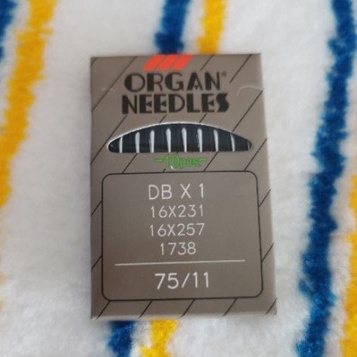 ORGAN®
NEEDLES
DB X 1
16X231
16X257
1738
75/11